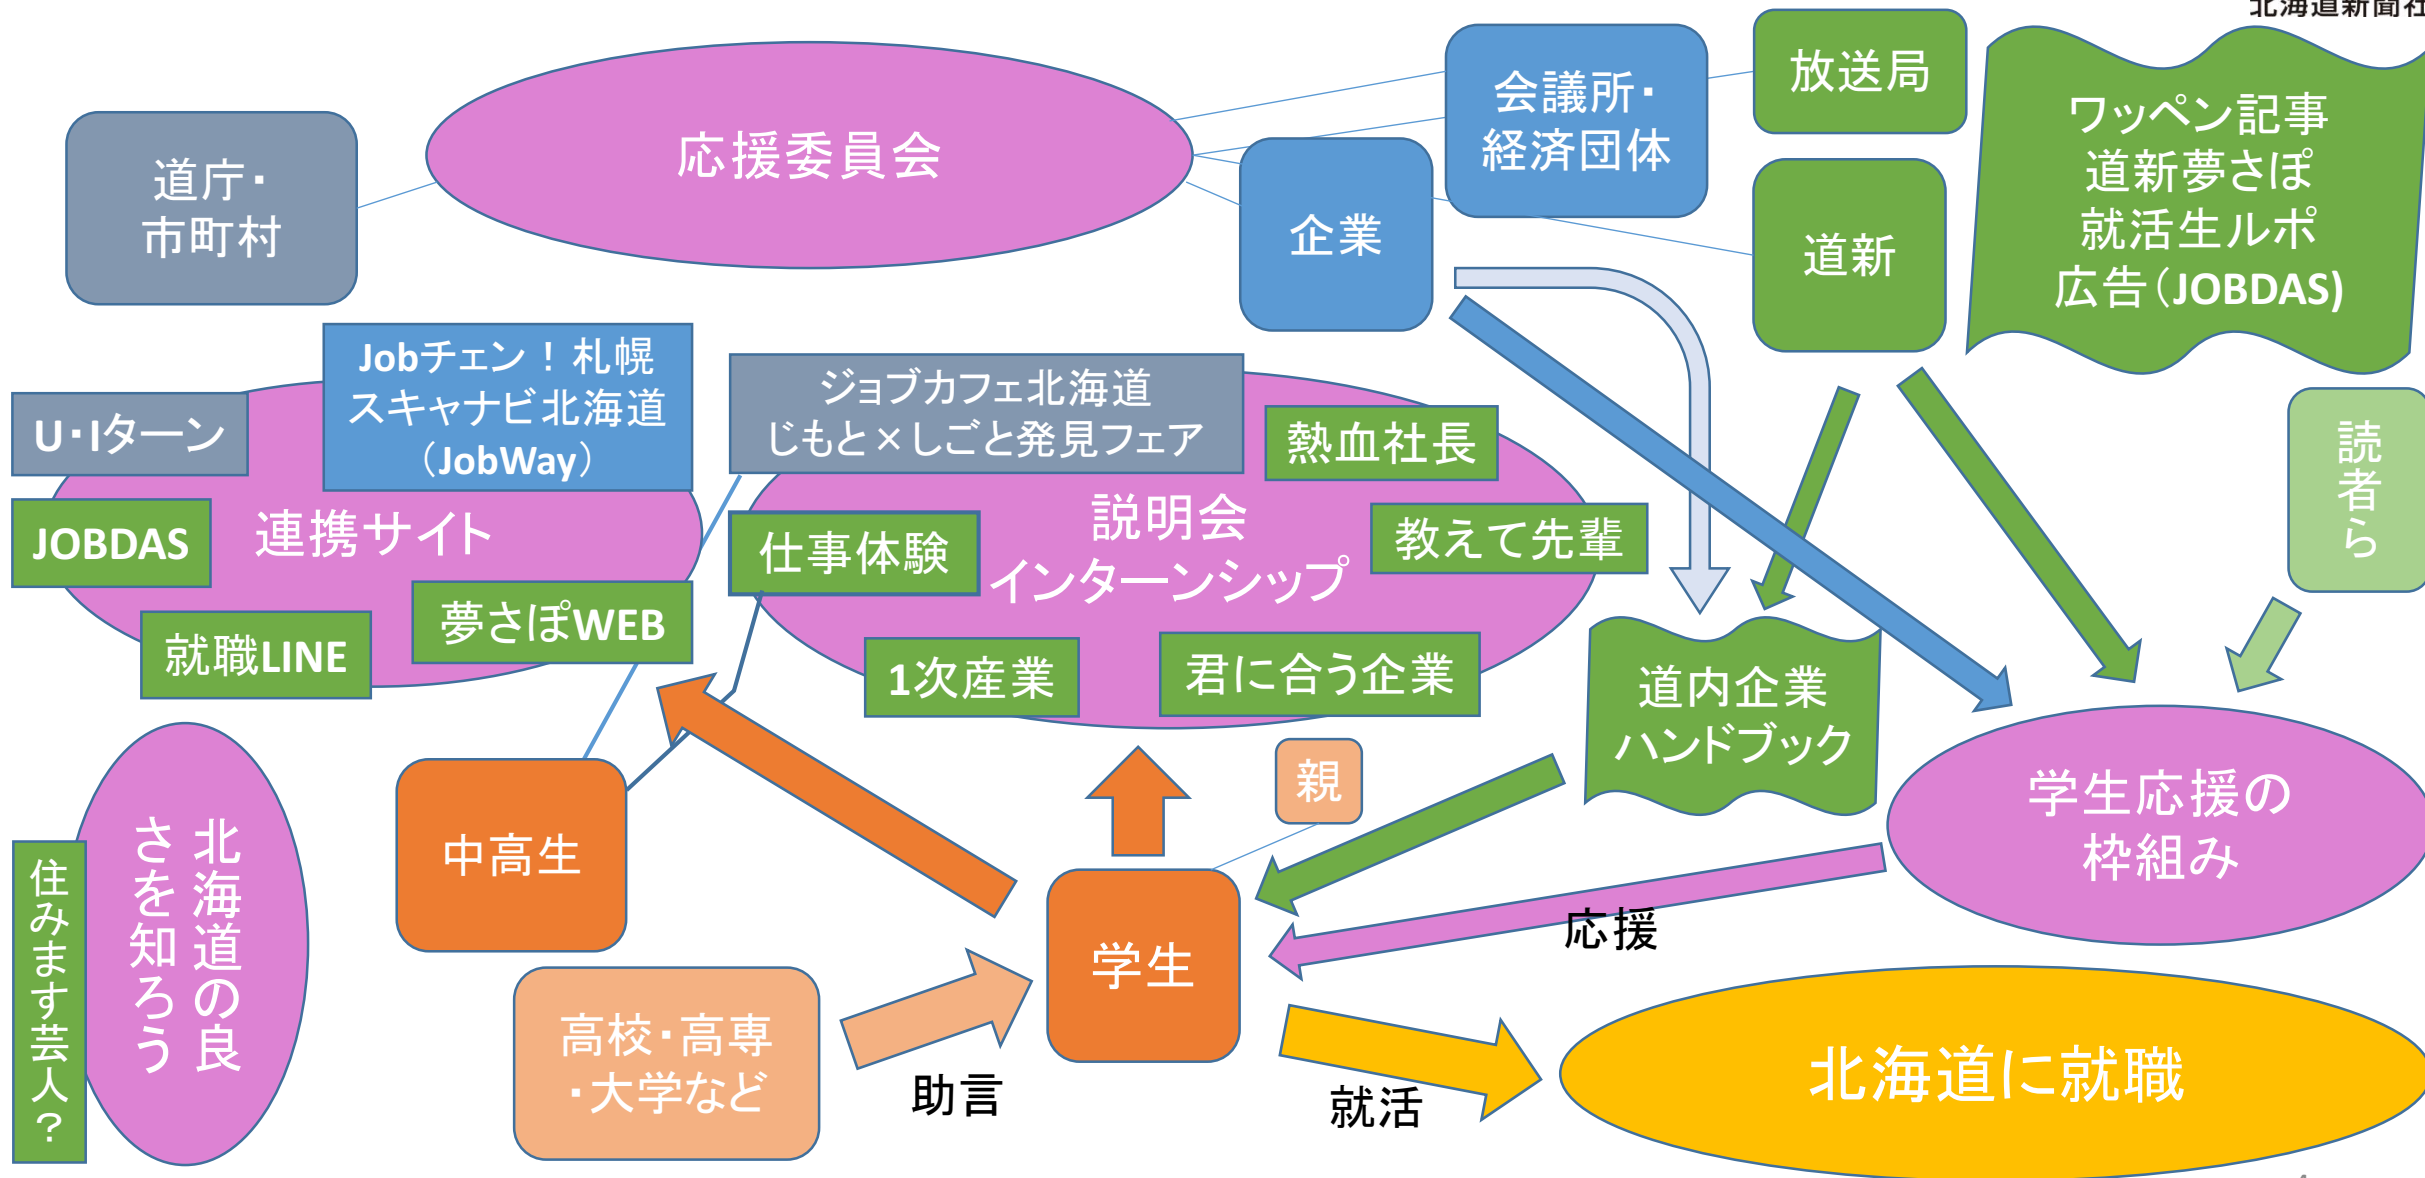 北海道新聞社
放送局
会議所・
経済団体
ワッペン記事
道新夢さぽ
就活生ルポ
広告（JOBDAS)
応援委員会
道庁・
市町村
企業
道新
Jobチェン！札幌
スキャナビ北海道
（JobWay）
ジョブカフェ北海道
じもと×しごと発見フェア
U・Iターン
熱血社長
読者ら
JOBDAS
連携サイト
仕事体験
説明会
インターンシップ
教えて先輩
就職LINE
夢さぽWEB
1次産業
君に合う企業
道内企業
ハンドブック
親
学生応援の
枠組み
中高生
北海道の良
さを知ろう
住みます芸人？
応援
学生
高校・高専
・大学など
助言
就活
北海道に就職